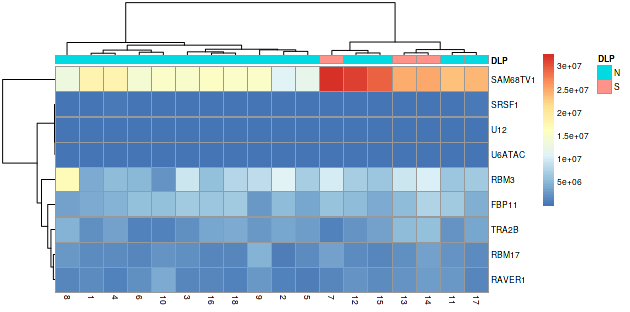 DLP
SAM68TV1
SRSF1
U12
U6ATAC
RBM3
FBP11
TRA2B
RBM17
RAVER1
8 1 4 6 10 3 16 18 9 2 5 7 12 15 13 14 11 17
3e+07
2.5e+07
2e+07
1.5e+07
1e+07
5e+06
DLP
N
S